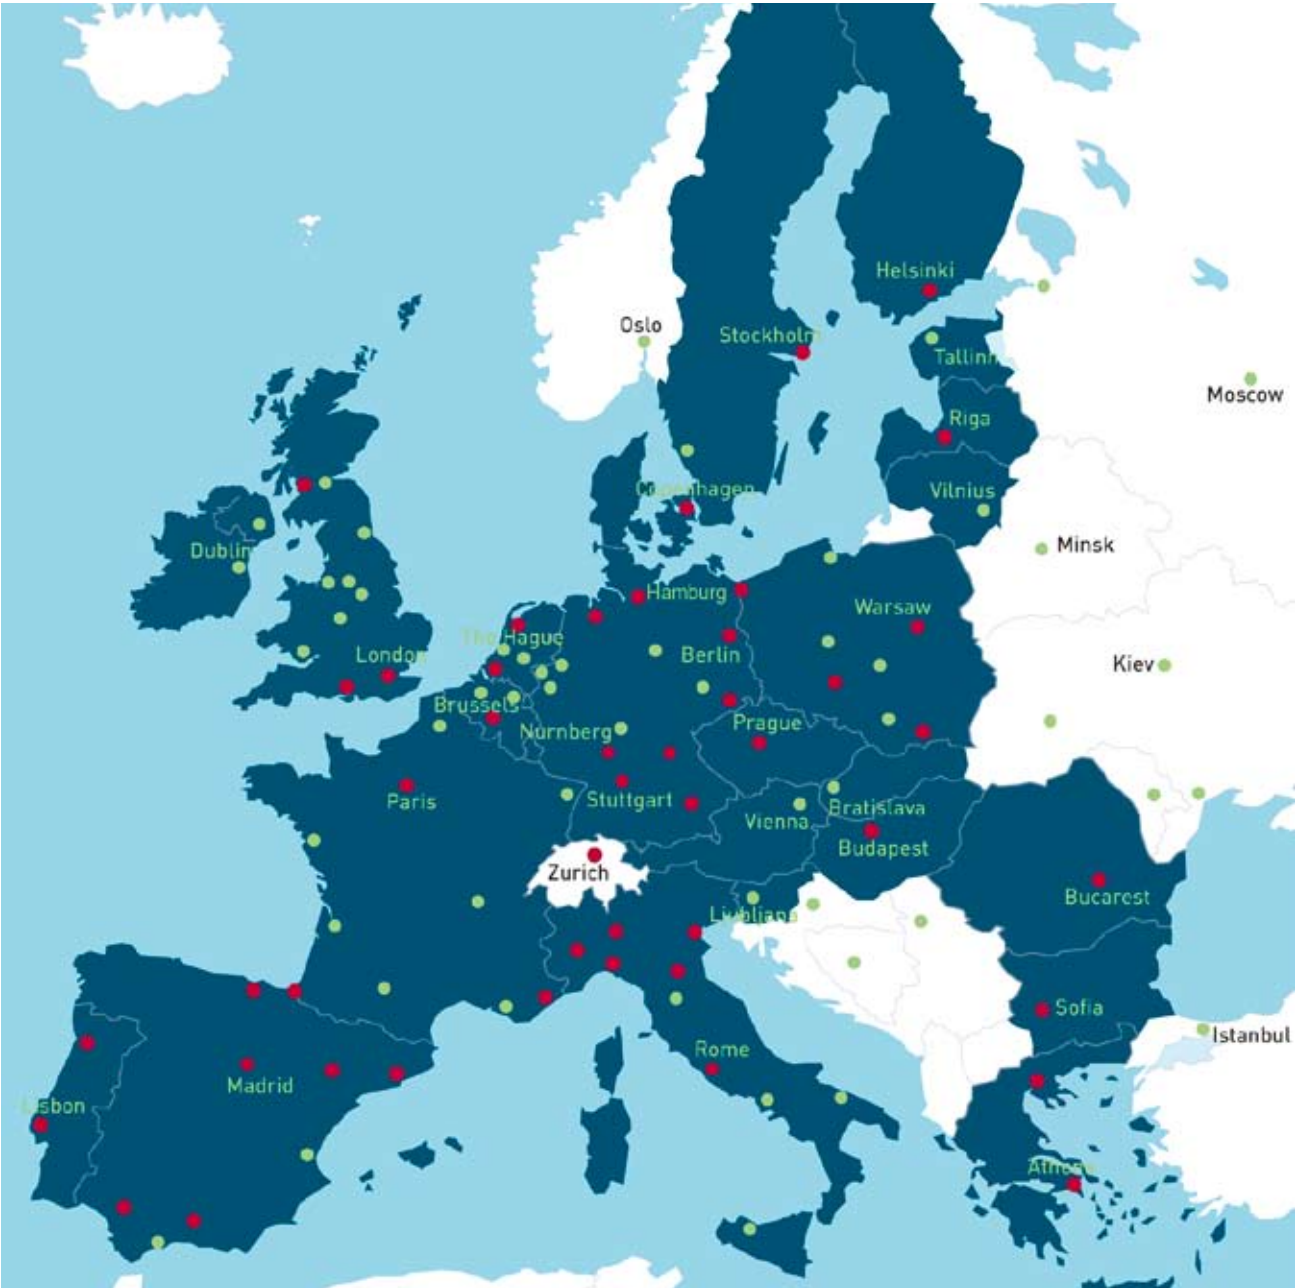 Helsinki
Oslo
Stockholm
Tallinn
Moscow
Riga
Copenhagen
Vilnius
Dublin
Minsk
Hamburg
Warsaw
The Hague
London
Berlin
Kiev
Brussels
Prague
Nurnberg
Paris
Stuttgart
Bratislava
Vienna
Budapest
Zurich
Bucarest
Ljubljana
Sofia
Istanbul
Rome
Madrid
Lisbon
Athens